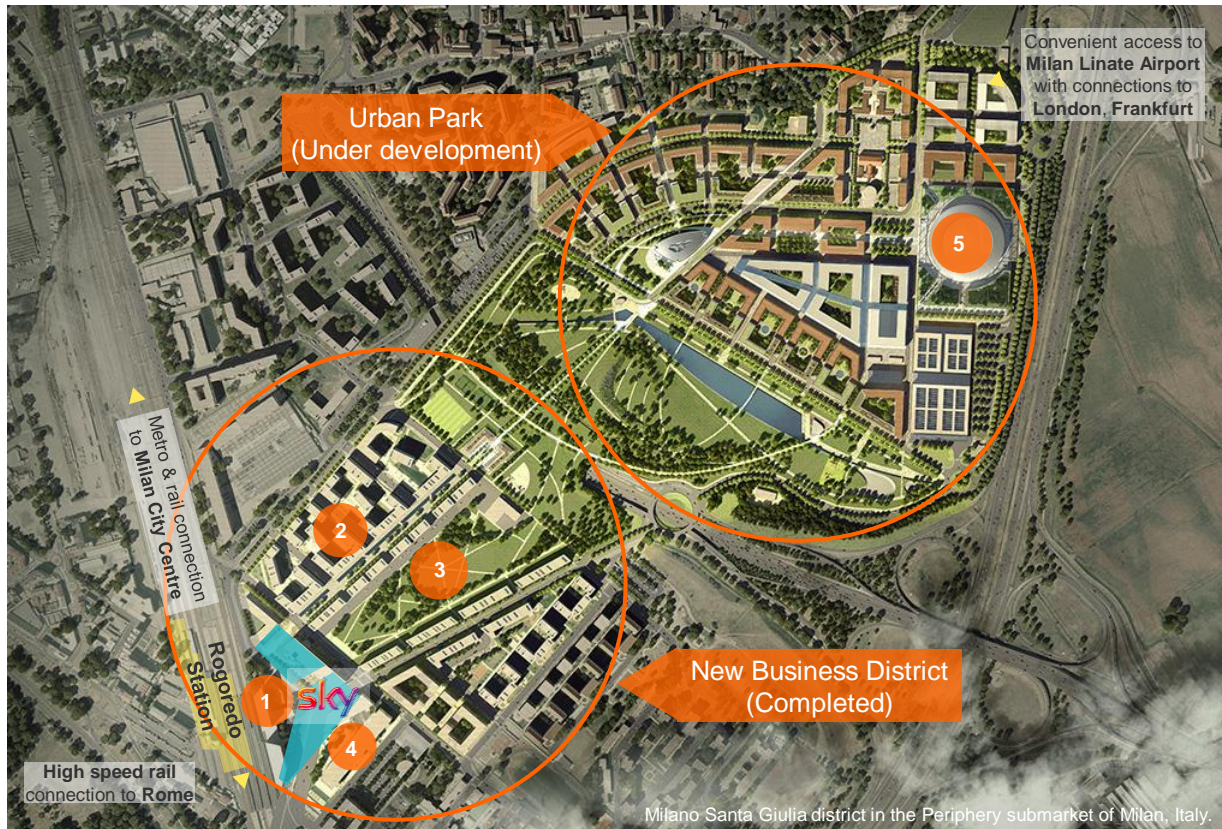 Convenient access to
Milan Linate Airport
with connections to
London, Frankfurt
Urban Park
(Under development)
5
Metro & rail connection
to Milan City Centre
2
3
Rogoredo
Station
1
sky
4
New Business District
(Completed)
High speed rail
connection to Rome
Milano Santa Giulia district in the Periphery submarket of Milan, Italy.